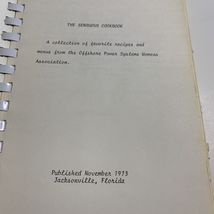 THE SENSUOUS COOKBOOK
A collection of favorite recipes and
menus from the Offshore Power Systems Womens
Association.
Published November 1973
Jacksonville, Florida